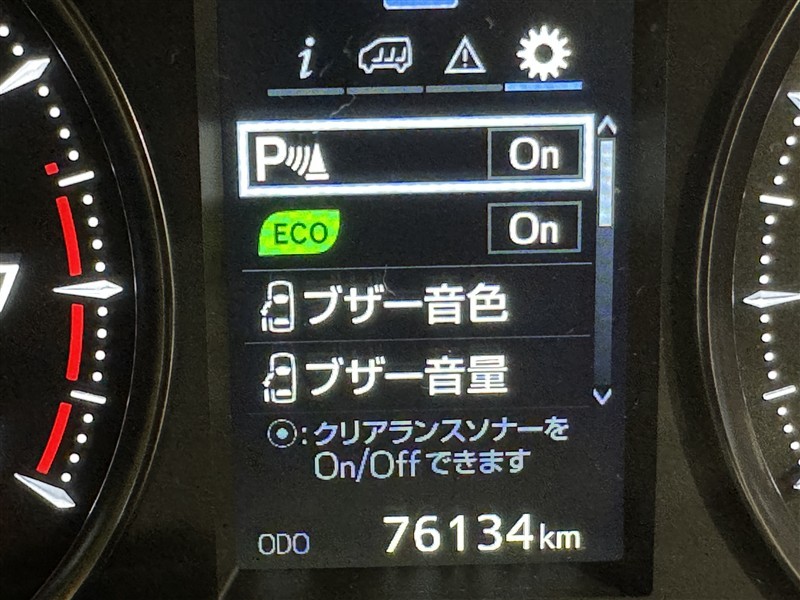 i
P On
ECO On
ブザー音色
ブザー音量
⦿:クリアランスソナーを
On/Offできます
ODO 76134km